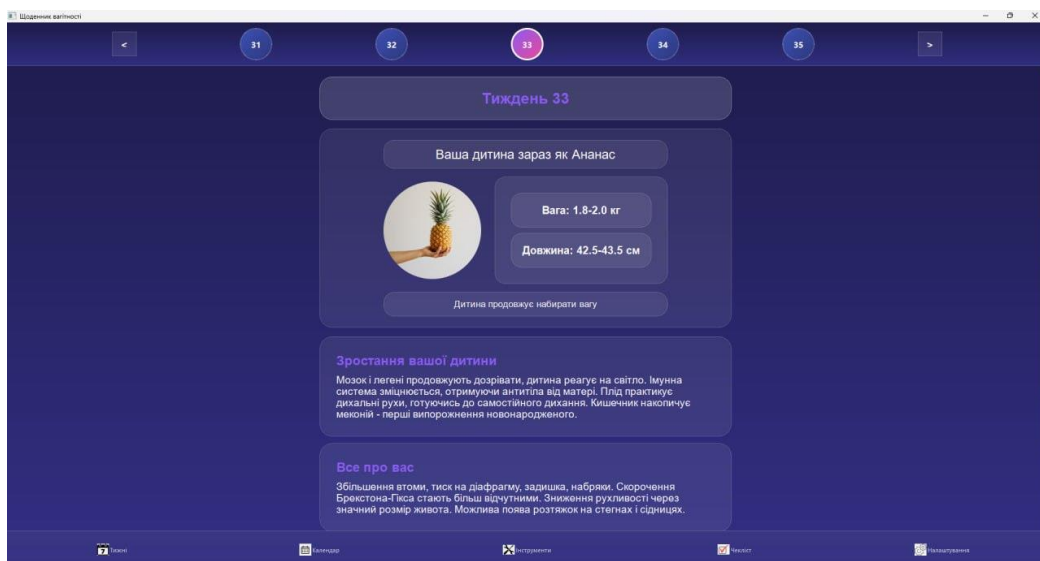 Щоденник вагітності
< 31 32 33 34 35 >
Тиждень 33
Ваша дитина зараз як Ананас
Вага: 1.8-2.0 кг
Довжина: 42.5-43.5 см
Дитина продовжує набирати вагу
Зростання вашої дитини
Мозок і легені продовжують дозрівати, дитина реагує на світло. Імунна
система зміцнюється, отримуючи антитіла від матері. Плід практикує
дихальні рухи, готуючись до самостійного дихання. Кишечник накопичує
меконій - перші випорожнення новонародженого.
Все про вас
Збільшення втоми, тиск на діафрагму, задишка, набряки. Скорочення
Брекстона-Гікса стають більш відчутними. Зниження рухливості через
значний розмір живота. Можлива поява розтяжок на стегнах і сідницях.
7 Тижні Календар Інструменти Чекліст Налаштування